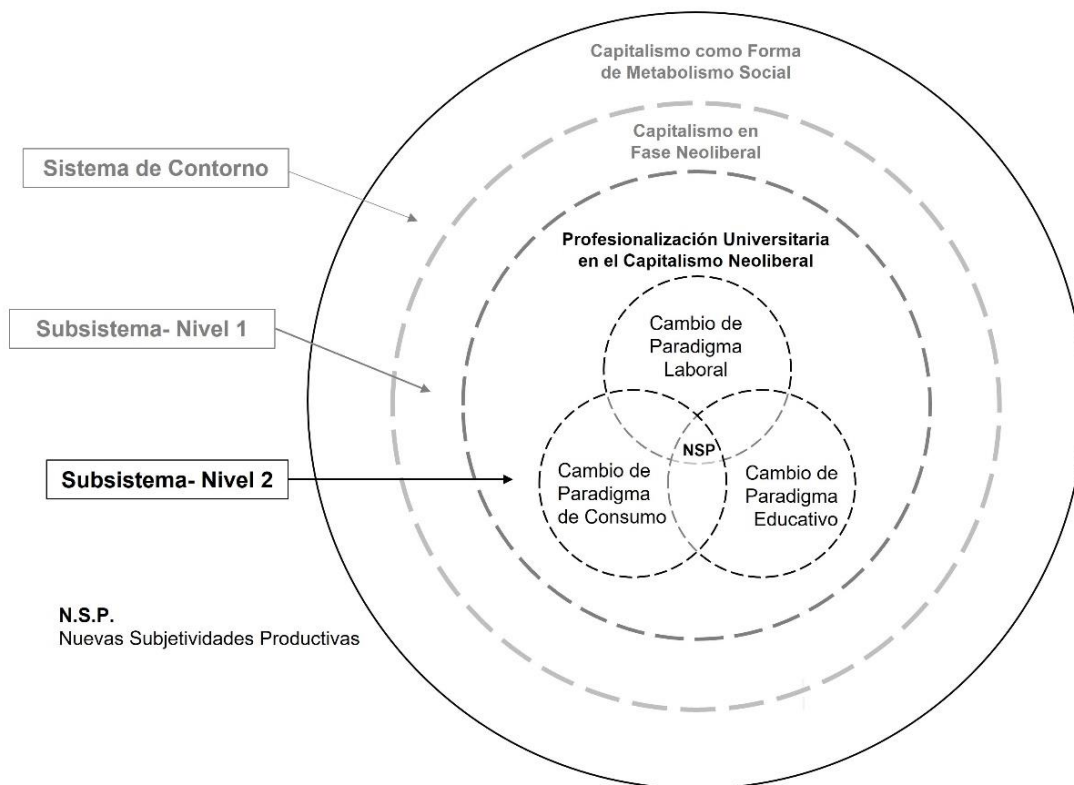 Capitalismo como Forma
de Metabolismo Social
Capitalismo en
Fase Neoliberal
Sistema de Contorno
Profesionalización Universitaria
en el Capitalismo Neoliberal
Subsistema- Nivel 1
Cambio de
Paradigma
Laboral
NSP
Subsistema- Nivel 2
Cambio de
Paradigma
de Consumo
Cambio de
Paradigma
Educativo
N.S.P.
Nuevas Subjetividades Productivas